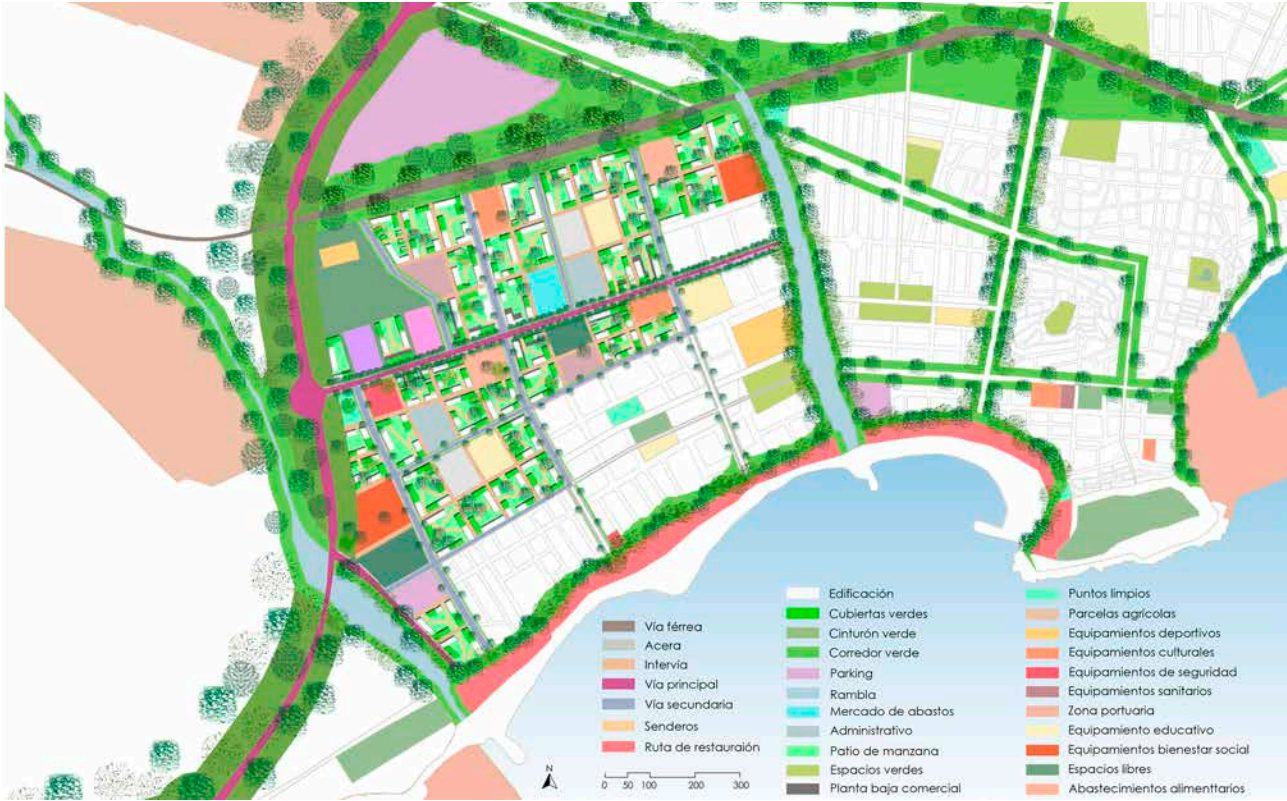 Vía férrea
Acera
Intervía
Vía principal
Vía secundaria
Senderos
Ruta de restauraión
Edificación
Cubiertas verdes
Cinturón verde
Corredor verde
Parking
Rambla
Mercado de abastos
Administrativo
Patio de manzana
Espacios verdes
Planta baja comercial
Puntos limpios
Parcelas agrícolas
Equipamientos deportivos
Equipamientos culturales
Equipamientos de seguridad
Equipamientos sanitarios
Zona portuaria
Equipamiento educativo
Equipamientos bienestar social
Espacios libres
Abastecimientos alimenttarios
N
0 50 100 300